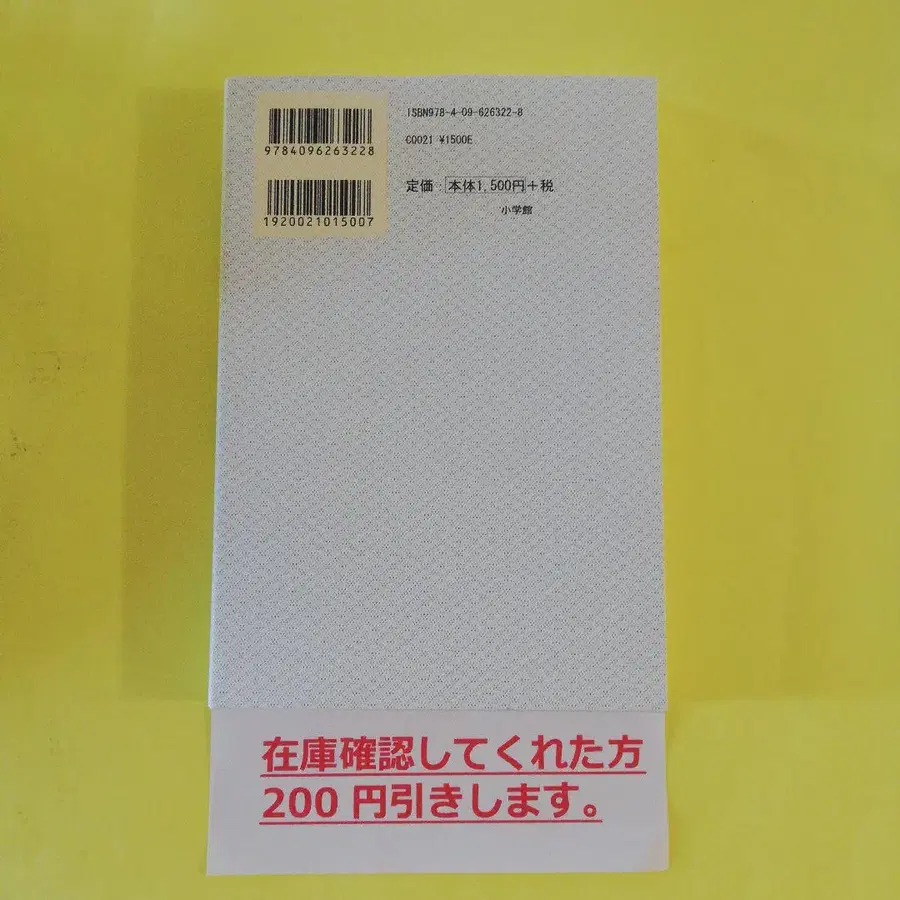 9784096263228
1920021015007
ISBN978-4-09-626322-8
C0021 ¥1500E
定価：本体1,500円+税
小学館
在庫確認してくれた方
200 円引きします。